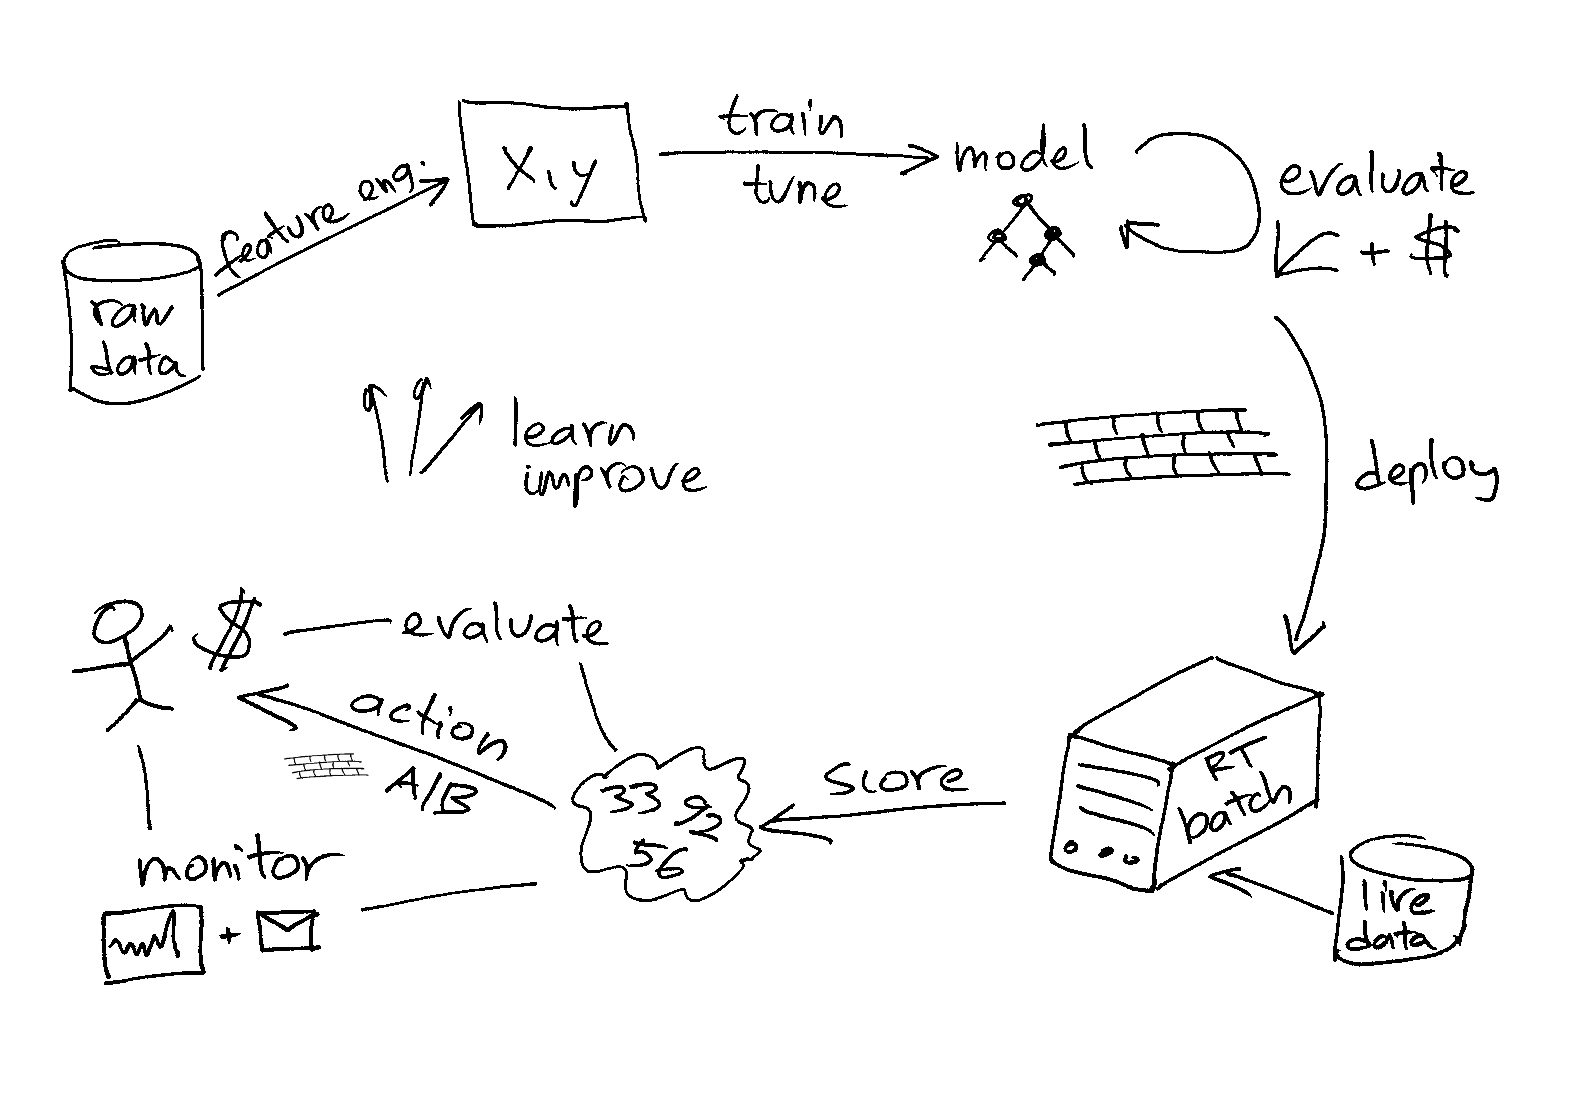 feature eng.
X, y
train
tune
model
evaluate
+ $
raw
data
learn
improve
deploy
$
evaluate
action
A/B
33
92
56
score
RT
batch
live
data
monitor
+